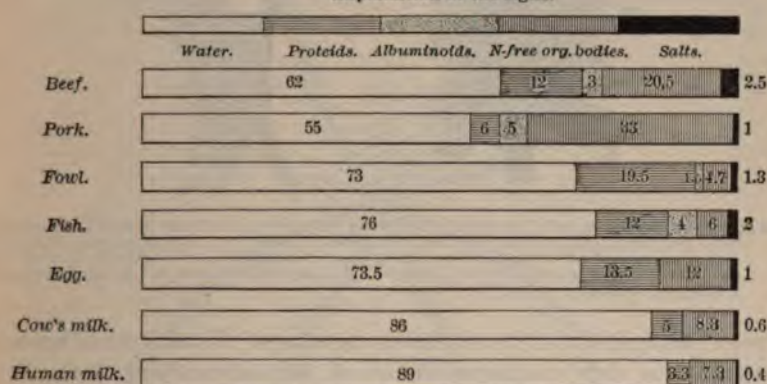 Water. Proteids. Albuminoids. N-free org. bodies. Salts.
Beef. 62 12 3 20,5 2.5
Pork. 55 6 5 33 1
Fowl. 73 19.5 4.7 1.3
Fish. 76 12 4 6 2
Egg. 73.5 13.5 12 1
Cow's milk. 86 5 8.3 0.6
Human milk. 89 3.3 7.3 0.4